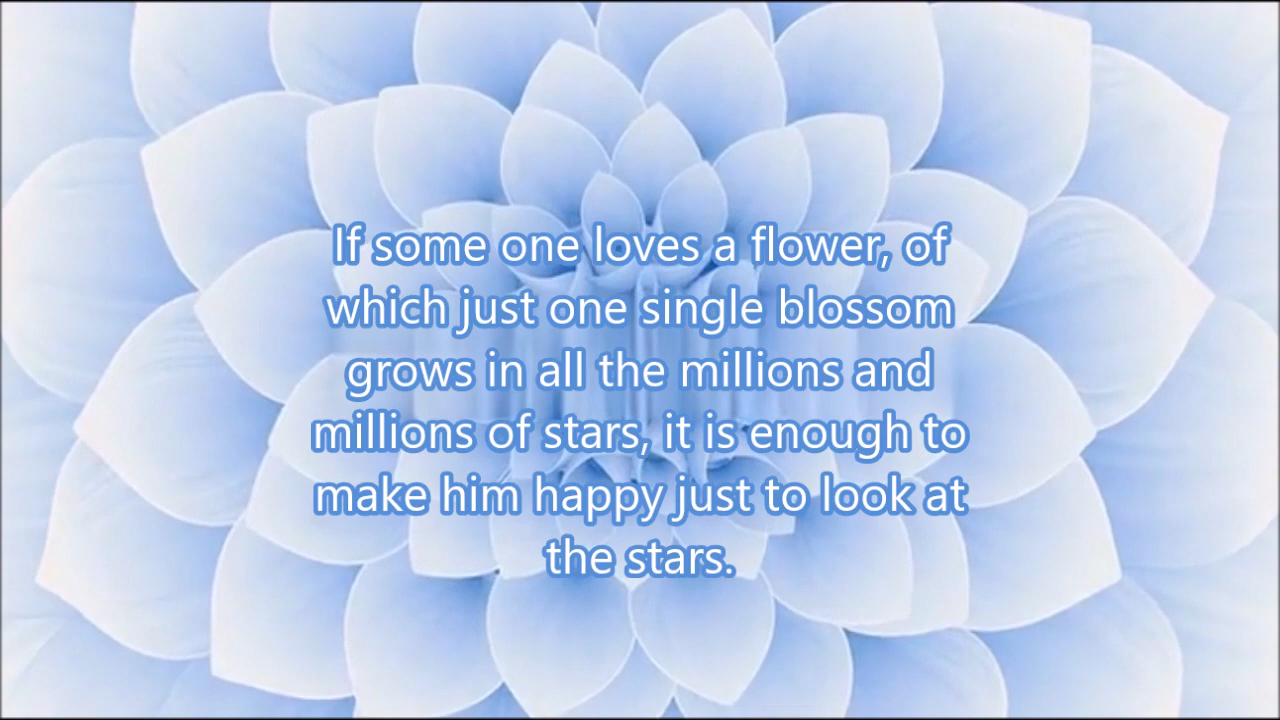 If some one loves a flower, of
which just one single blossom
grows in all the millions and
millions of stars, it is enough to
make him happy just to look at
the stars.